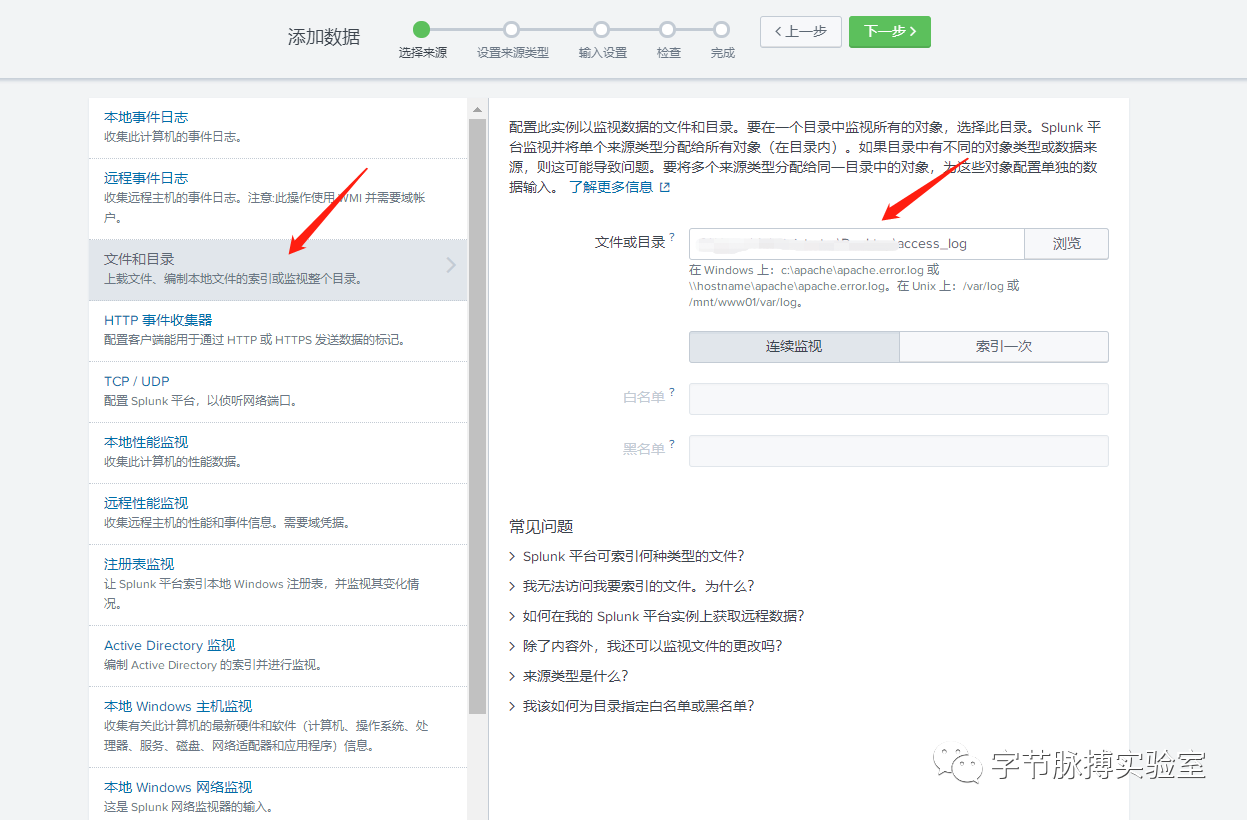 添加数据
选择来源
设置来源类型
输入设置
检查
完成
上一步
下一步
本地事件日志
收集此计算机的事件日志。
远程事件日志
收集远程主机的事件日志。注意:此操作使用 WMI 并需要域帐
户。
文件和目录
上载文件、编制本地文件的索引或监视整个目录。
HTTP 事件收集器
配置客户端能用于通过 HTTP 或 HTTPS 发送数据的标记。
TCP / UDP
配置 Splunk 平台，以侦听网络端口。
本地性能监视
收集此计算机的性能数据。
远程性能监视
收集远程主机的性能和事件信息。需要域凭据。
注册表监视
让 Splunk 平台索引本地 Windows 注册表，并监视其变化情
况。
Active Directory 监视
编制 Active Directory 的索引并进行监视。
本地 Windows 主机监视
收集有关此计算机的最新硬件和软件（计算机、操作系统、处
理器、服务、磁盘、网络适配器和应用程序）信息。
本地 Windows 网络监视
这是 Splunk 网络监视器的输入。
配置此实例以监视数据的文件和目录。要在一个目录中监视所有的对象，选择此目录。Splunk 平
台监视并将单个来源类型分配给所有对象（在目录内）。如果目录中有不同的对象类型或数据来
源，则这可能导致问题。要将多个来源类型分配给同一目录中的对象，为这些对象配置单独的数
据输入。 了解更多信息
文件或目录 ?
access_log
浏览
在 Windows 上：c:\apache\apache.error.log 或
\\hostname\apache\apache.error.log。在 Unix 上：/var/log 或
/mnt/www01/var/log。
连续监视
索引一次
白名单 ?
黑名单 ?
常见问题
Splunk 平台可索引何种类型的文件?
我无法访问我要索引的文件。为什么?
如何在我的 Splunk 平台实例上获取远程数据?
除了内容外，我还可以监视文件的更改吗?
来源类型是什么?
我该如何为目录指定白名单或黑名单?
字节脉搏实验室